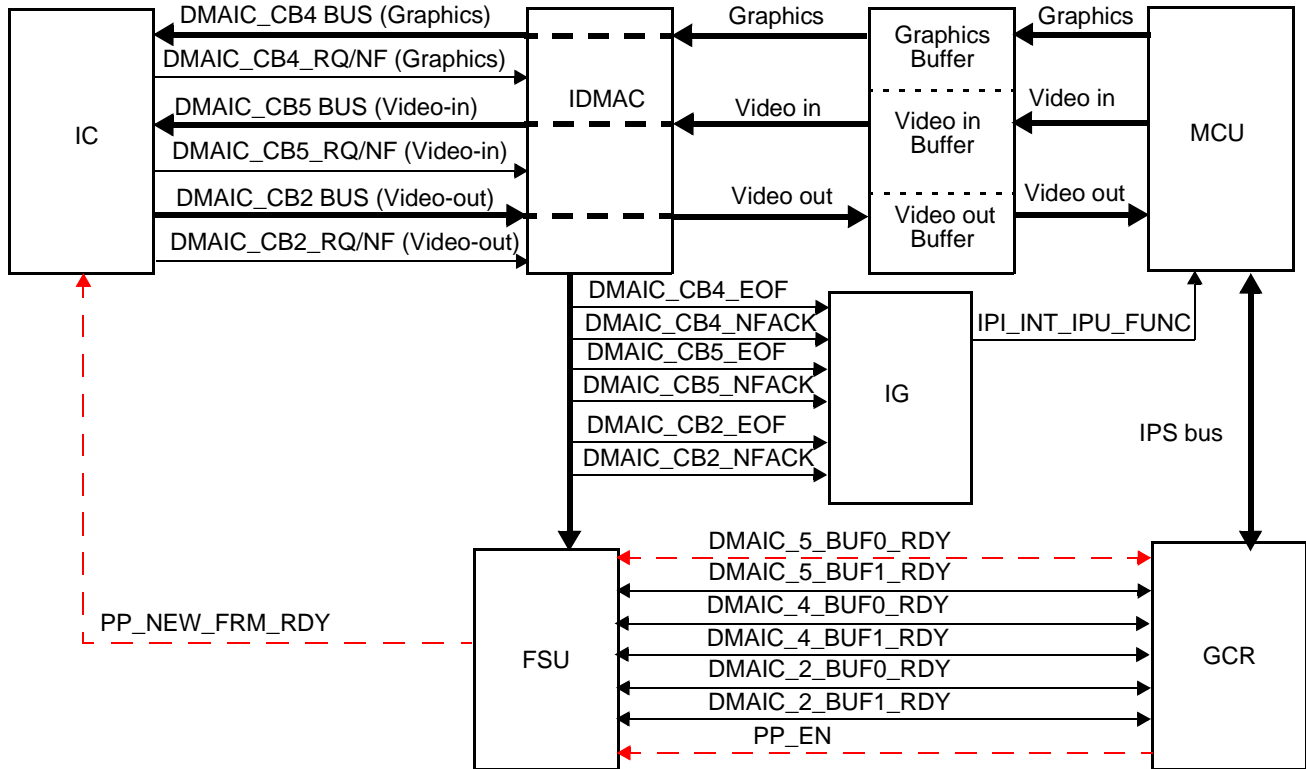 DMAIC_CB4 BUS (Graphics)
Graphics
Graphics
DMAIC_CB4_RQ/NF (Graphics)
Graphics
Buffer
IC
DMAIC_CB5 BUS (Video-in)
IDMAC
Video in
Video in
Buffer
Video in
MCU
DMAIC_CB5_RQ/NF (Video-in)
DMAIC_CB2 BUS (Video-out)
Video out
Video out
Buffer
Video out
DMAIC_CB2_RQ/NF (Video-out)
DMAIC_CB4_EOF
DMAIC_CB4_NFACK
DMAIC_CB5_EOF
DMAIC_CB5_NFACK
DMAIC_CB2_EOF
DMAIC_CB2_NFACK
IG
IPI_INT_IPU_FUNC
IPS bus
DMAIC_5_BUF0_RDY
DMAIC_5_BUF1_RDY
DMAIC_4_BUF0_RDY
DMAIC_4_BUF1_RDY
DMAIC_2_BUF0_RDY
DMAIC_2_BUF1_RDY
PP_EN
PP_NEW_FRM_RDY
FSU
GCR